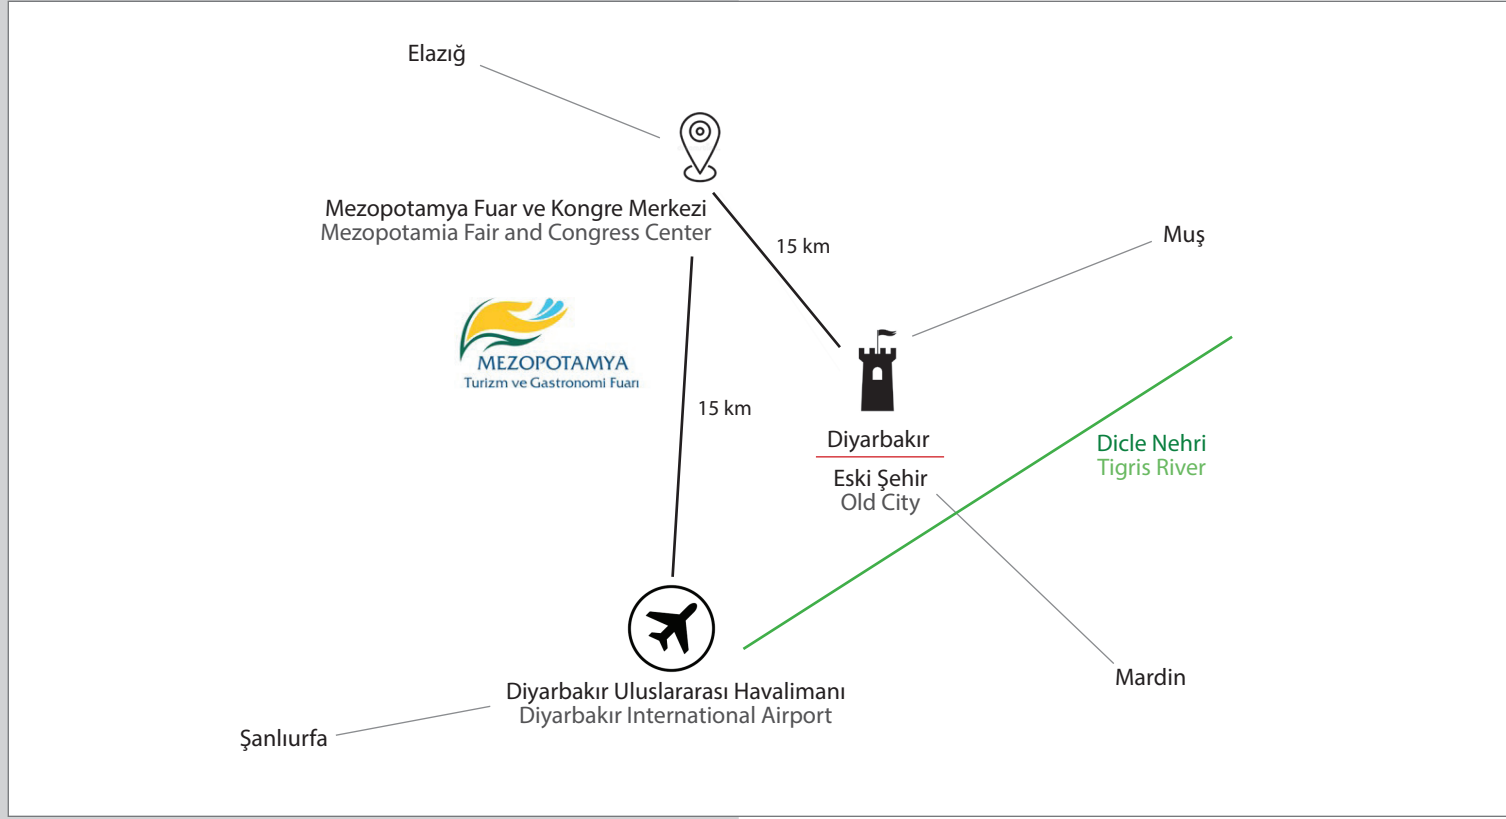 Elazığ
Mezopotamya Fuar ve Kongre Merkezi
Mezopotamia Fair and Congress Center
15 km
Muş
MEZOPOTAMYA
Turizm ve Gastronomi Fuarı
15 km
Diyarbakır
Eski Şehir
Old City
Dicle Nehri
Tigris River
Mardin
Diyarbakır Uluslararası Havalimanı
Diyarbakır International Airport
Şanlıurfa